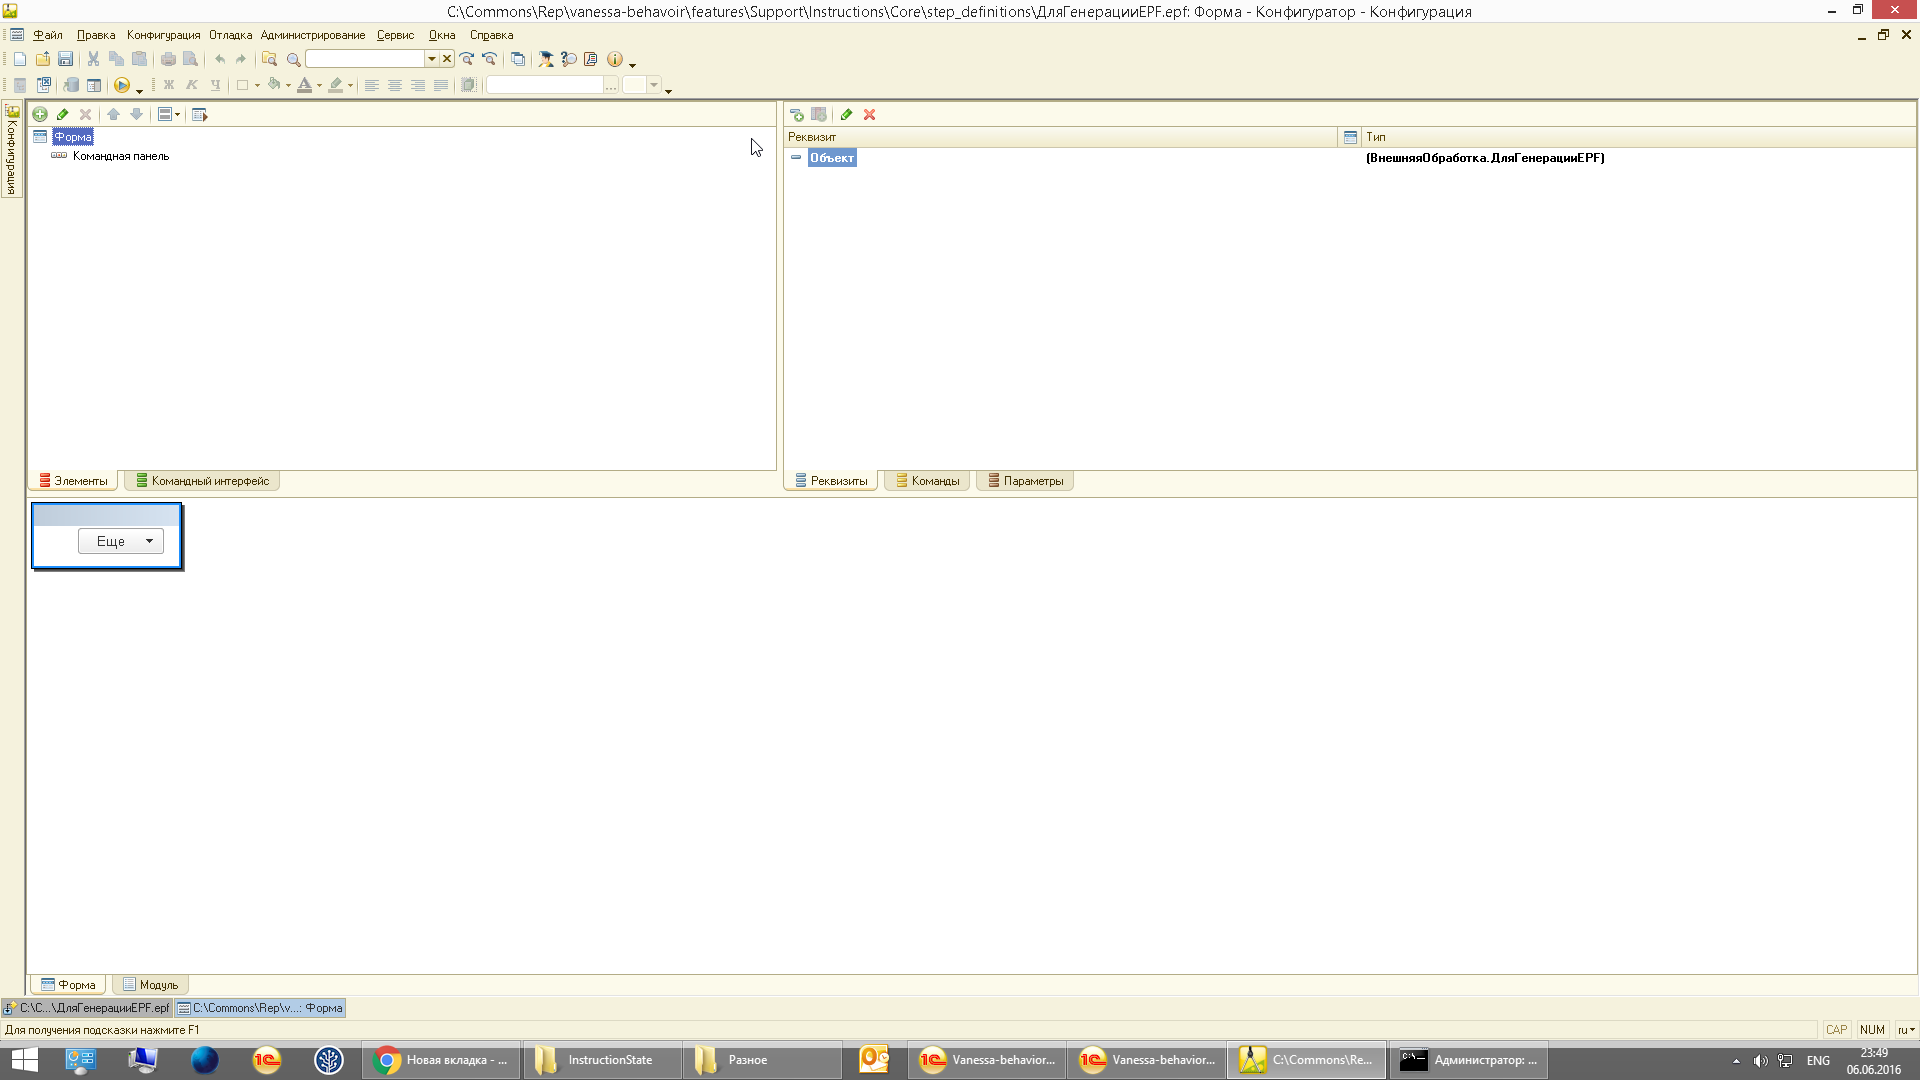 C:\Commons\Rep\vanessa-behavoir\features\Support\Instructions\Core\step_definitions\ДляГенерацииEPF.epf: Форма - Конфигуратор - Конфигурация
Файл Правка Конфигурация Отладка Администрирование Сервис Окна Справка
Ж К Ч
Конфигурация
Форма
Командная панель
Реквизит Тип
Объект (ВнешняяОбработка.ДляГенерацииEPF)
Элементы Командный интерфейс
Реквизиты Команды Параметры
Еще
Форма Модуль
C:\C...\ДляГенерацииEPF.epf C:\Commons\Rep\v...: Форма
Для получения подсказки нажмите F1
CAP NUM ru
Новая вкладка - ... InstructionState Разное Vanessa-behavior... Vanessa-behavior... C:\Commons\Re... Администратор: ... ENG
23:49
06.06.2016